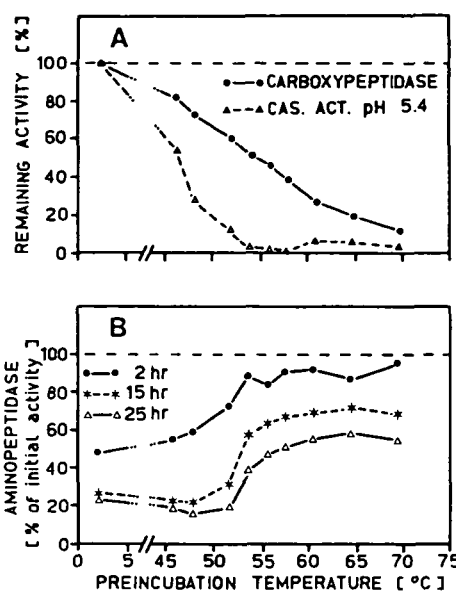 A
REMAINING ACTIVITY [%]
100
80
60
40
20
0
CARBOXYPEPTIDASE
CAS. ACT. pH 5.4
B
AMINOPEPTIDASE
[% of initial activity]
100
80
60
40
20
0
2 hr
15 hr
25 hr
0 5 45 50 55 60 65 70 75
PREINCUBATION TEMPERATURE [ °C]